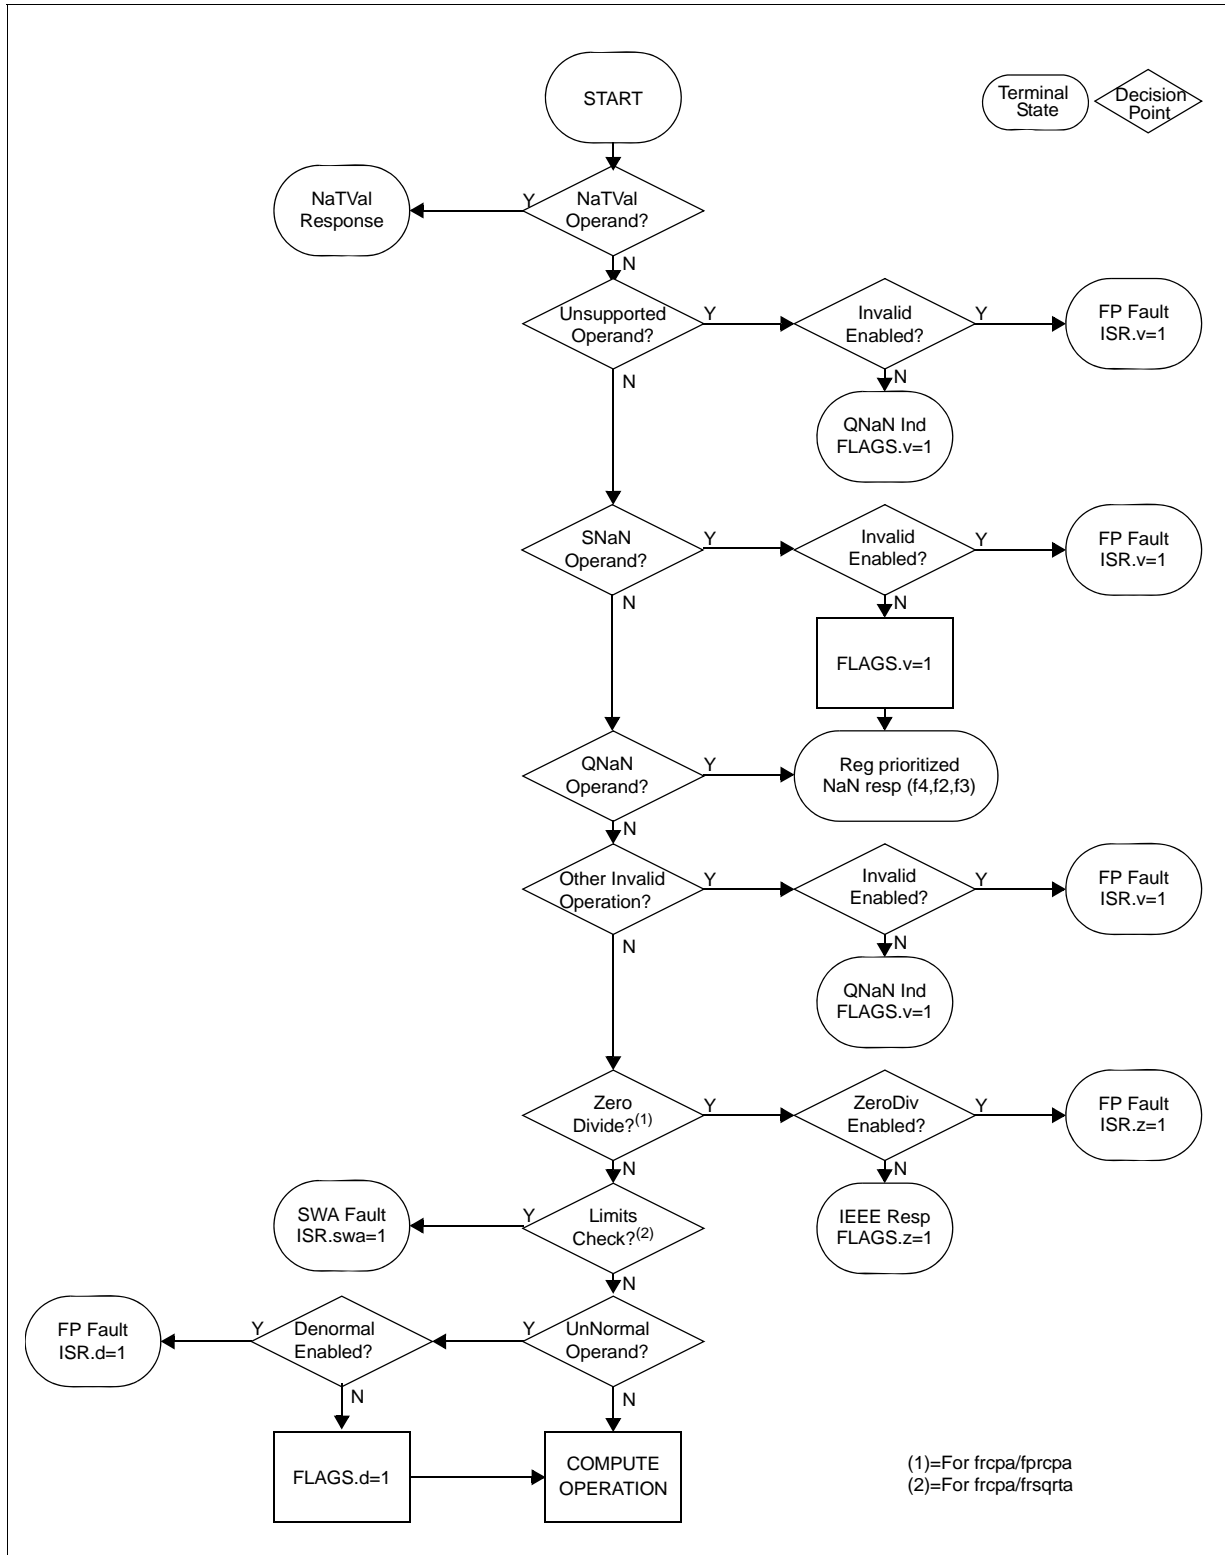 START
Terminal
State
Decision
Point
Y
NaTVal
Response
NaTVal
Operand?
N
Unsupported
Operand?
Y
Invalid
Enabled?
Y
FP Fault
ISR.v=1
N
N
QNaN Ind
FLAGS.v=1
SNaN
Operand?
Y
Invalid
Enabled?
Y
FP Fault
ISR.v=1
N
N
FLAGS.v=1
QNaN
Operand?
Y
Reg prioritized
NaN resp (f4,f2,f3)
N
Other Invalid
Operation?
Y
Invalid
Enabled?
Y
FP Fault
ISR.v=1
N
N
QNaN Ind
FLAGS.v=1
Zero
Divide?(1)
Y
ZeroDiv
Enabled?
Y
FP Fault
ISR.z=1
N
N
SWA Fault
ISR.swa=1
Y
Limits
Check?(2)
IEEE Resp
FLAGS.z=1
N
FP Fault
ISR.d=1
Y
Denormal
Enabled?
Y
UnNormal
Operand?
N
N
FLAGS.d=1
COMPUTE
OPERATION
(1)=For frcpa/fprcpa
(2)=For frcpa/frsqrta